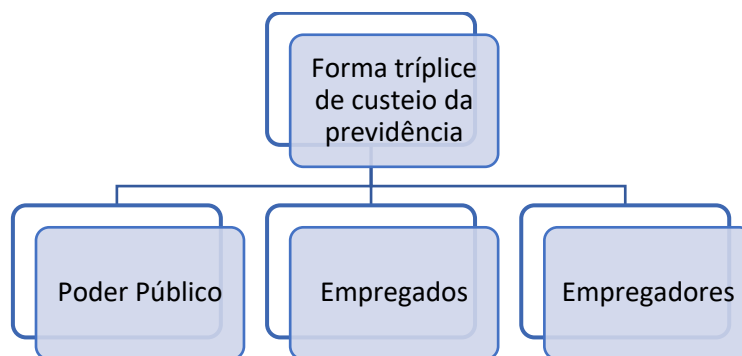 Forma tríplice
de custeio da
previdência
Poder Público
Empregados
Empregadores